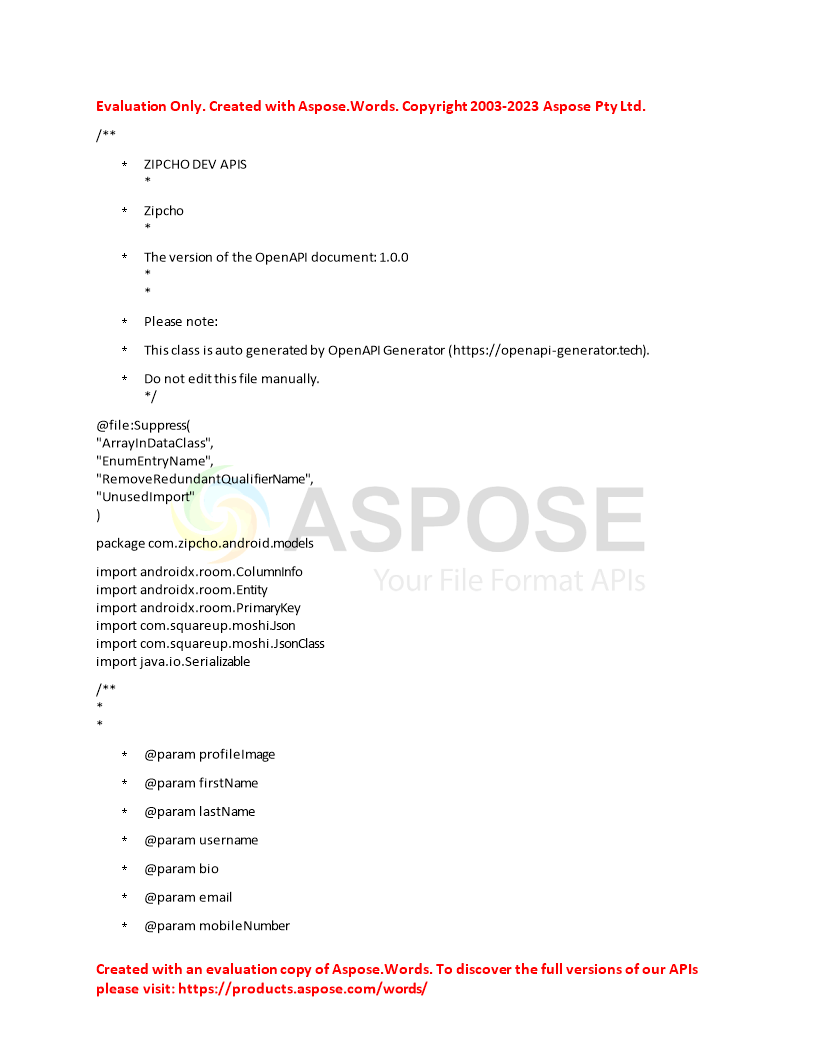 Evaluation Only. Created with Aspose.Words. Copyright 2003-2023 Aspose Pty Ltd.
/**
* ZIPCHO DEV APIS
*
* Zipcho
*
* The version of the OpenAPI document: 1.0.0
*
*
* Please note:
* This class is auto generated by OpenAPI Generator (https://openapi-generator.tech).
* Do not edit this file manually.
*/
@file:Suppress(
"ArrayInDataClass",
"EnumEntryName",
"RemoveRedundantQualifierName",
"UnusedImport"
)
ASPOSE
Your File Format APIs
package com.zipcho.android.models
import androidx.room.ColumnInfo
import androidx.room.Entity
import androidx.room.PrimaryKey
import com.squareup.moshi.Json
import com.squareup.moshi.JsonClass
import java.io.Serializable
/**
*
*
* @param profileImage
* @param firstName
* @param lastName
* @param username
* @param bio
* @param email
* @param mobileNumber
Created with an evaluation copy of Aspose.Words. To discover the full versions of our APIs
please visit: https://products.aspose.com/words/